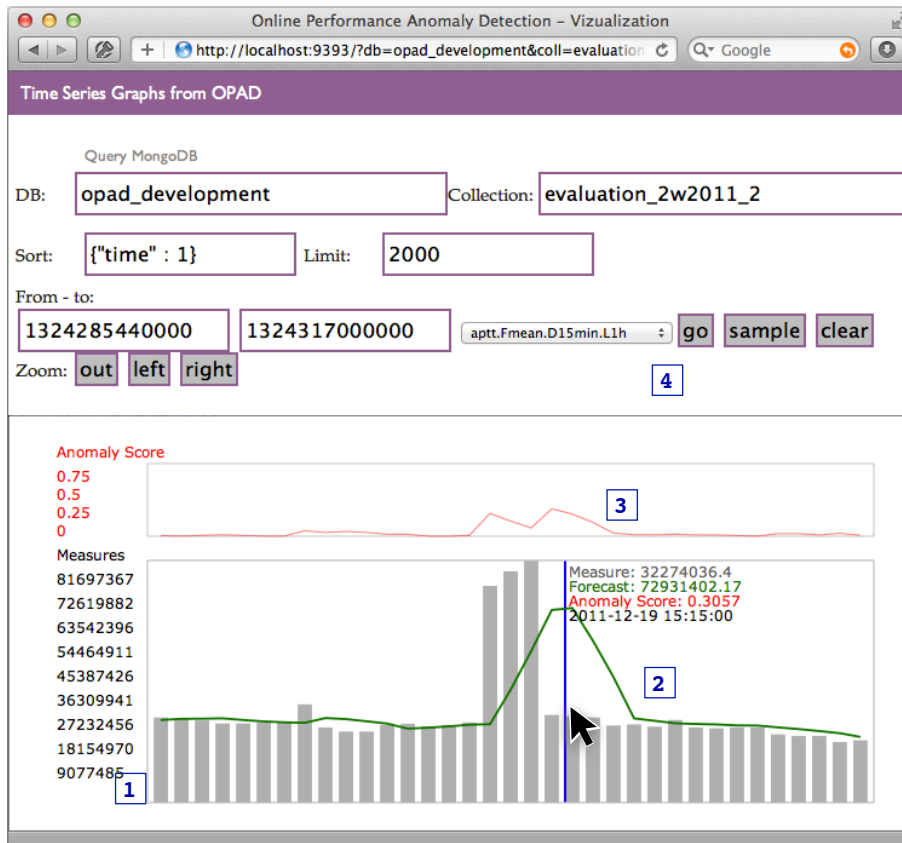 Online Performance Anomaly Detection – Vizualization
+ http://localhost:9393/?db=opad_development&coll=evaluation Google
Time Series Graphs from OPAD
Query MongoDB
DB: opad_development Collection: evaluation_2w2011_2
Sort: {"time" : 1} Limit: 2000
From - to:
1324285440000 1324317000000 aptt.Fmean.D15min.L1h go sample clear
Zoom: out left right
4
Anomaly Score
0.75
0.5
0.25
0
3
Measures
81697367
72619882
63542396
54464911
45387426
36309941
27232456
18154970
9077485
Measure: 32274036.4
Forecast: 72931402.17
Anomaly Score: 0.3057
2011-12-19 15:15:00
2
1